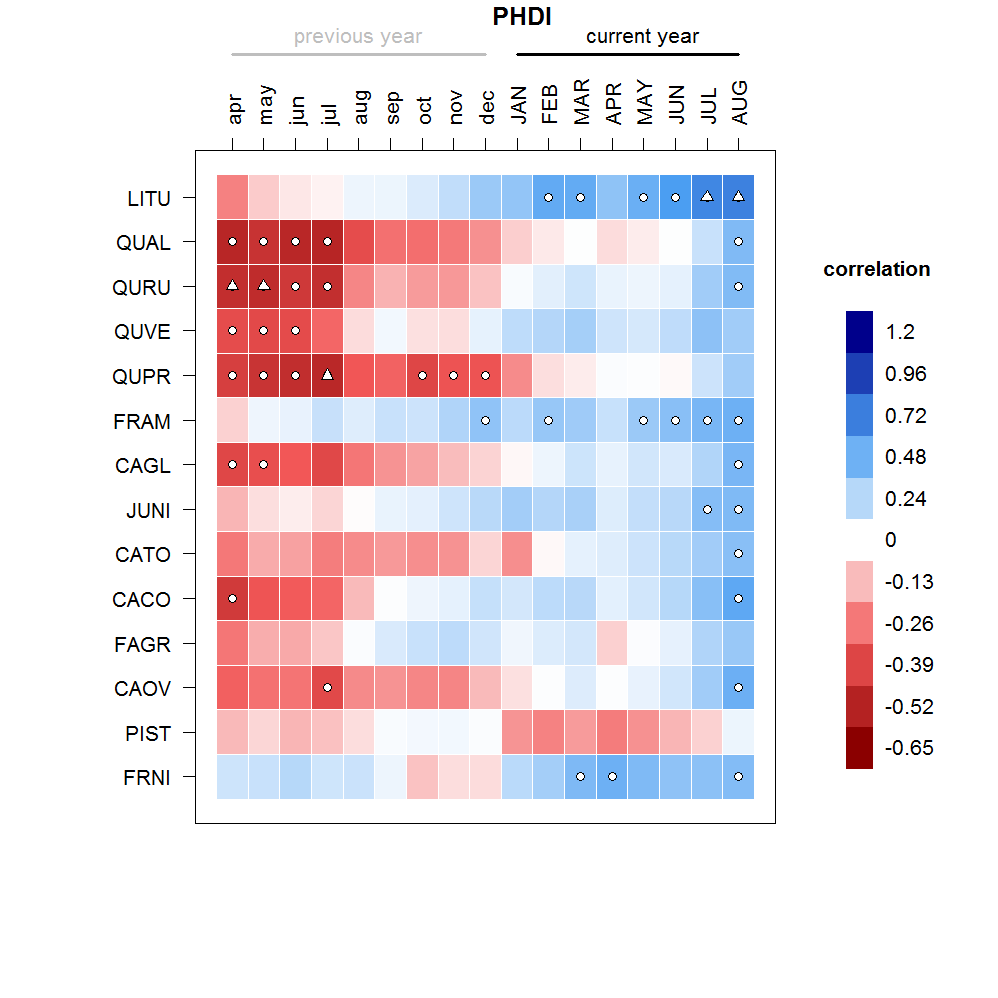 PHDI
previous year current year
apr may jun jul aug sep oct nov dec JAN FEB MAR APR MAY JUN JUL AUG
LITU
QUAL
QURU
QUVE
QUPR
FRAM
CAGL
JUNI
CATO
CACO
FAGR
CAOV
PIST
FRNI
correlation
1.2
0.96
0.72
0.48
0.24
0
-0.13
-0.26
-0.39
-0.52
-0.65